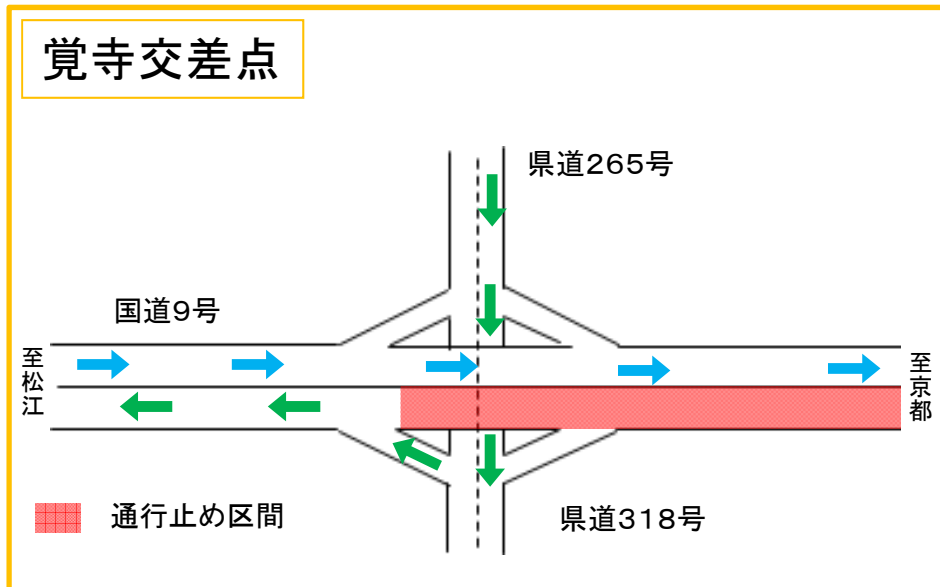 覚寺交差点
県道265号
国道9号
至松江
至京都
通行止め区間
県道318号